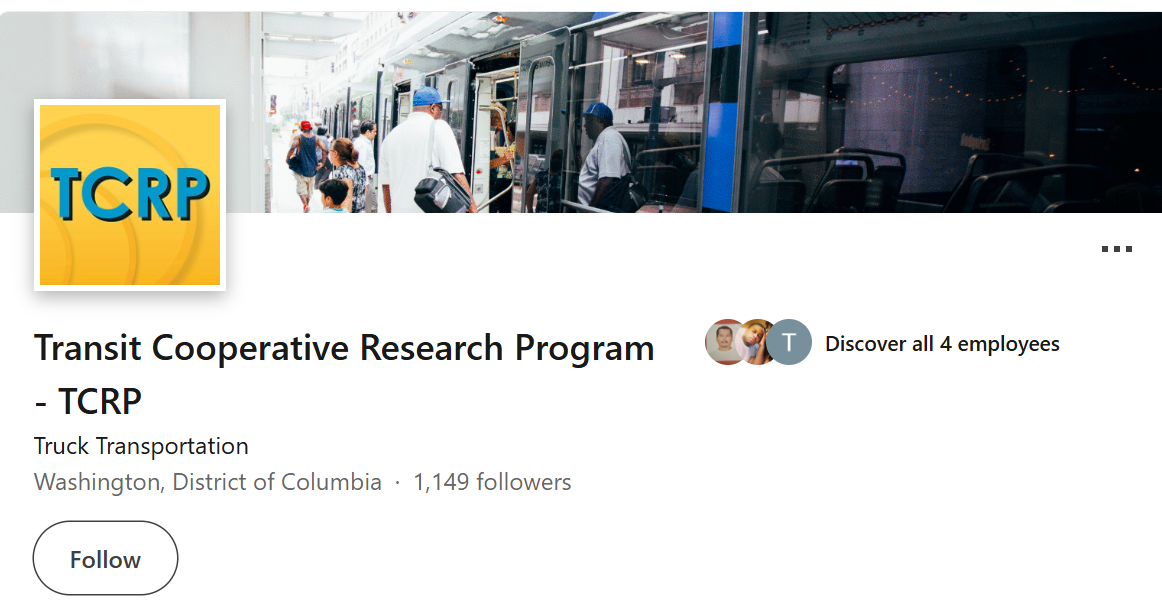 TCRP
Transit Cooperative Research Program
- TCRP
T
Discover all 4 employees
Truck Transportation
Washington, District of Columbia · 1,149 followers
Follow